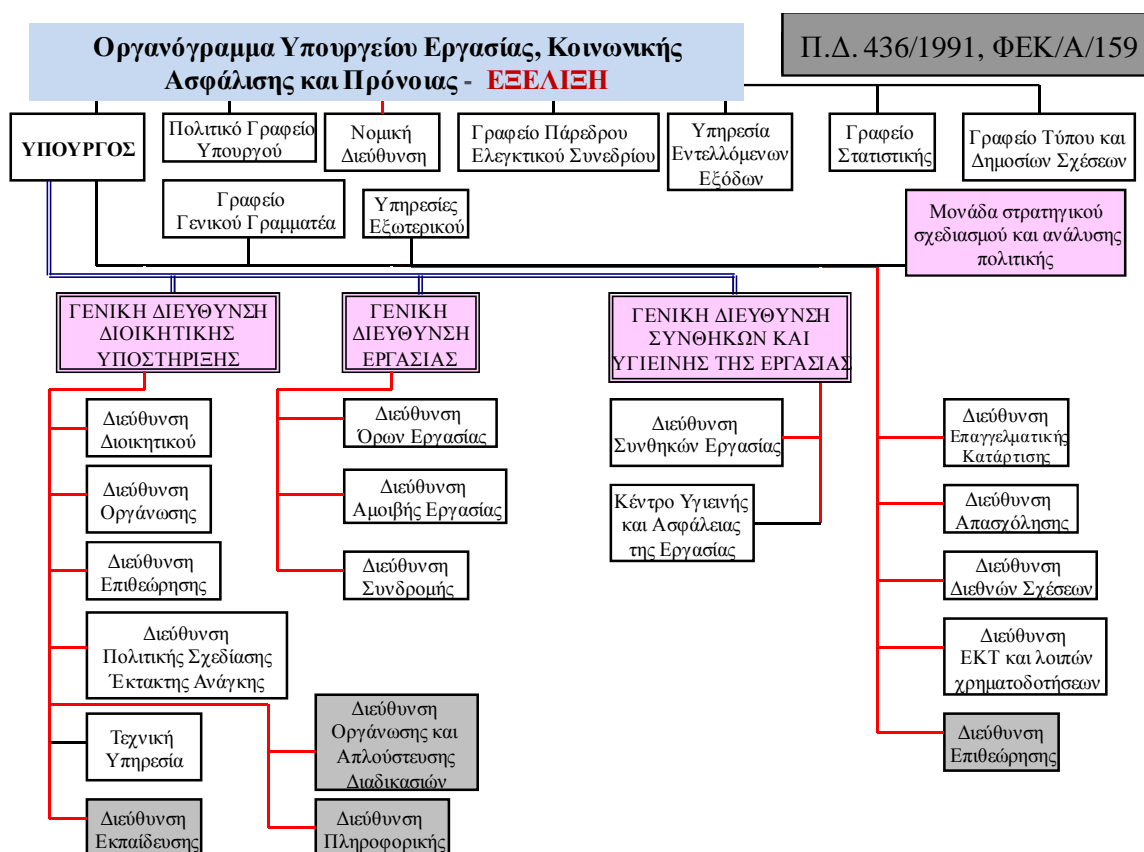 Οργανόγραμμα Υπουργείου Εργασίας, Κοινωνικής
Ασφάλισης και Πρόνοιας - ΕΞΕΛΙΞΗ
Π.Δ. 436/1991, ΦΕΚ/Α/159
ΥΠΟΥΡΓΟΣ
Πολιτικό Γραφείο
Υπουργού
Νομική
Διεύθυνση
Γραφείο Πάρεδρου
Ελεγκτικού Συνεδρίου
Υπηρεσία
Εντελλόμενων
Εξόδων
Γραφείο
Στατιστικής
Γραφείο Τύπου και
Δημοσίων Σχέσεων
Γραφείο
Γενικού Γραμματέα
Υπηρεσίες
Εξωτερικού
Μονάδα στρατηγικού
σχεδιασμού και ανάλυσης
πολιτικής
ΓΕΝΙΚΗ ΔΙΕΥΘΥΝΣΗ
ΔΙΟΙΚΗΤΙΚΗΣ
ΥΠΟΣΤΗΡΙΞΗΣ
ΓΕΝΙΚΗ
ΔΙΕΥΘΥΝΣΗ
ΕΡΓΑΣΙΑΣ
ΓΕΝΙΚΗ ΔΙΕΥΘΥΝΣΗ
ΣΥΝΘΗΚΩΝ ΚΑΙ
ΥΓΙΕΙΝΗΣ ΤΗΣ ΕΡΓΑΣΙΑΣ
Διεύθυνση
Διοικητικού
Διεύθυνση
Οργάνωσης
Διεύθυνση
Επιθεώρησης
Διεύθυνση
Πολιτικής Σχεδίασης
Έκτακτης Ανάγκης
Τεχνική
Υπηρεσία
Διεύθυνση
Εκπαίδευσης
Διεύθυνση
Οργάνωσης και
Απλούστευσης
Διαδικασιών
Διεύθυνση
Πληροφορικής
Διεύθυνση
Όρων Εργασίας
Διεύθυνση
Αμοιβής Εργασίας
Διεύθυνση
Συνδρομής
Διεύθυνση
Συνθηκών Εργασίας
Κέντρο Υγιεινής
και Ασφάλειας
της Εργασίας
Διεύθυνση
Επαγγελματικής
Κατάρτισης
Διεύθυνση
Απασχόλησης
Διεύθυνση
Διεθνών Σχέσεων
Διεύθυνση
ΕΚΤ και λοιπών
χρηματοδοτήσεων
Διεύθυνση
Επιθεώρησης